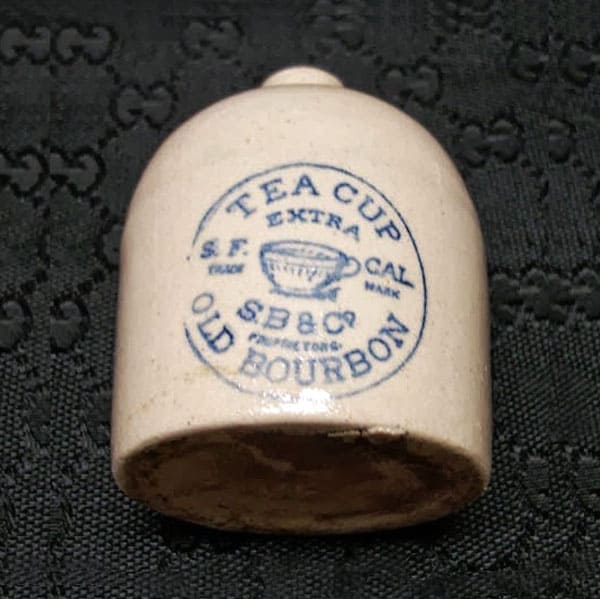 TEA CUP
EXTRA
S. F. CAL
TRADE MARK
S.B & Co
PROPRIETORS.
OLD BOURBON